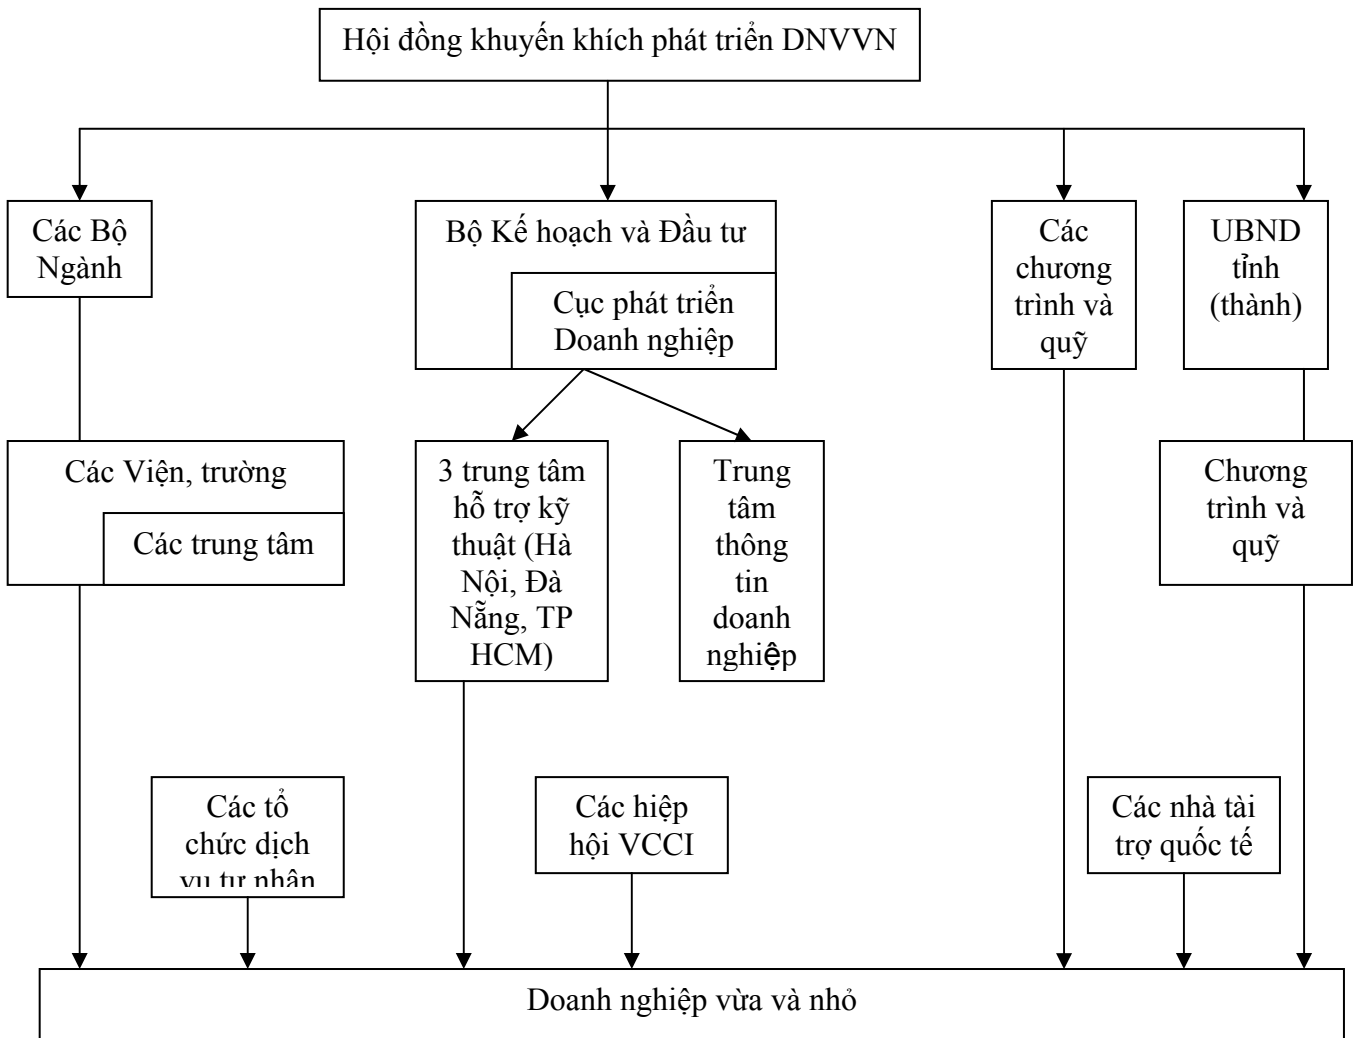 Hội đồng khuyến khích phát triển DNVVN
Các Bộ
Ngành
Bộ Kế hoạch và Đầu tư
Cục phát triển
Doanh nghiệp
Các
chương
trình và
quỹ
UBND
tỉnh
(thành)
Các Viện, trường
Các trung tâm
3 trung tâm
hỗ trợ kỹ
thuật (Hà
Nội, Đà
Nẵng, TP
HCM)
Trung
tâm
thông
tin
doanh
nghiệp
Chương
trình và
quỹ
Các tổ
chức dịch
vụ tư nhân
Các hiệp
hội VCCI
Các nhà tài
trợ quốc tế
Doanh nghiệp vừa và nhỏ